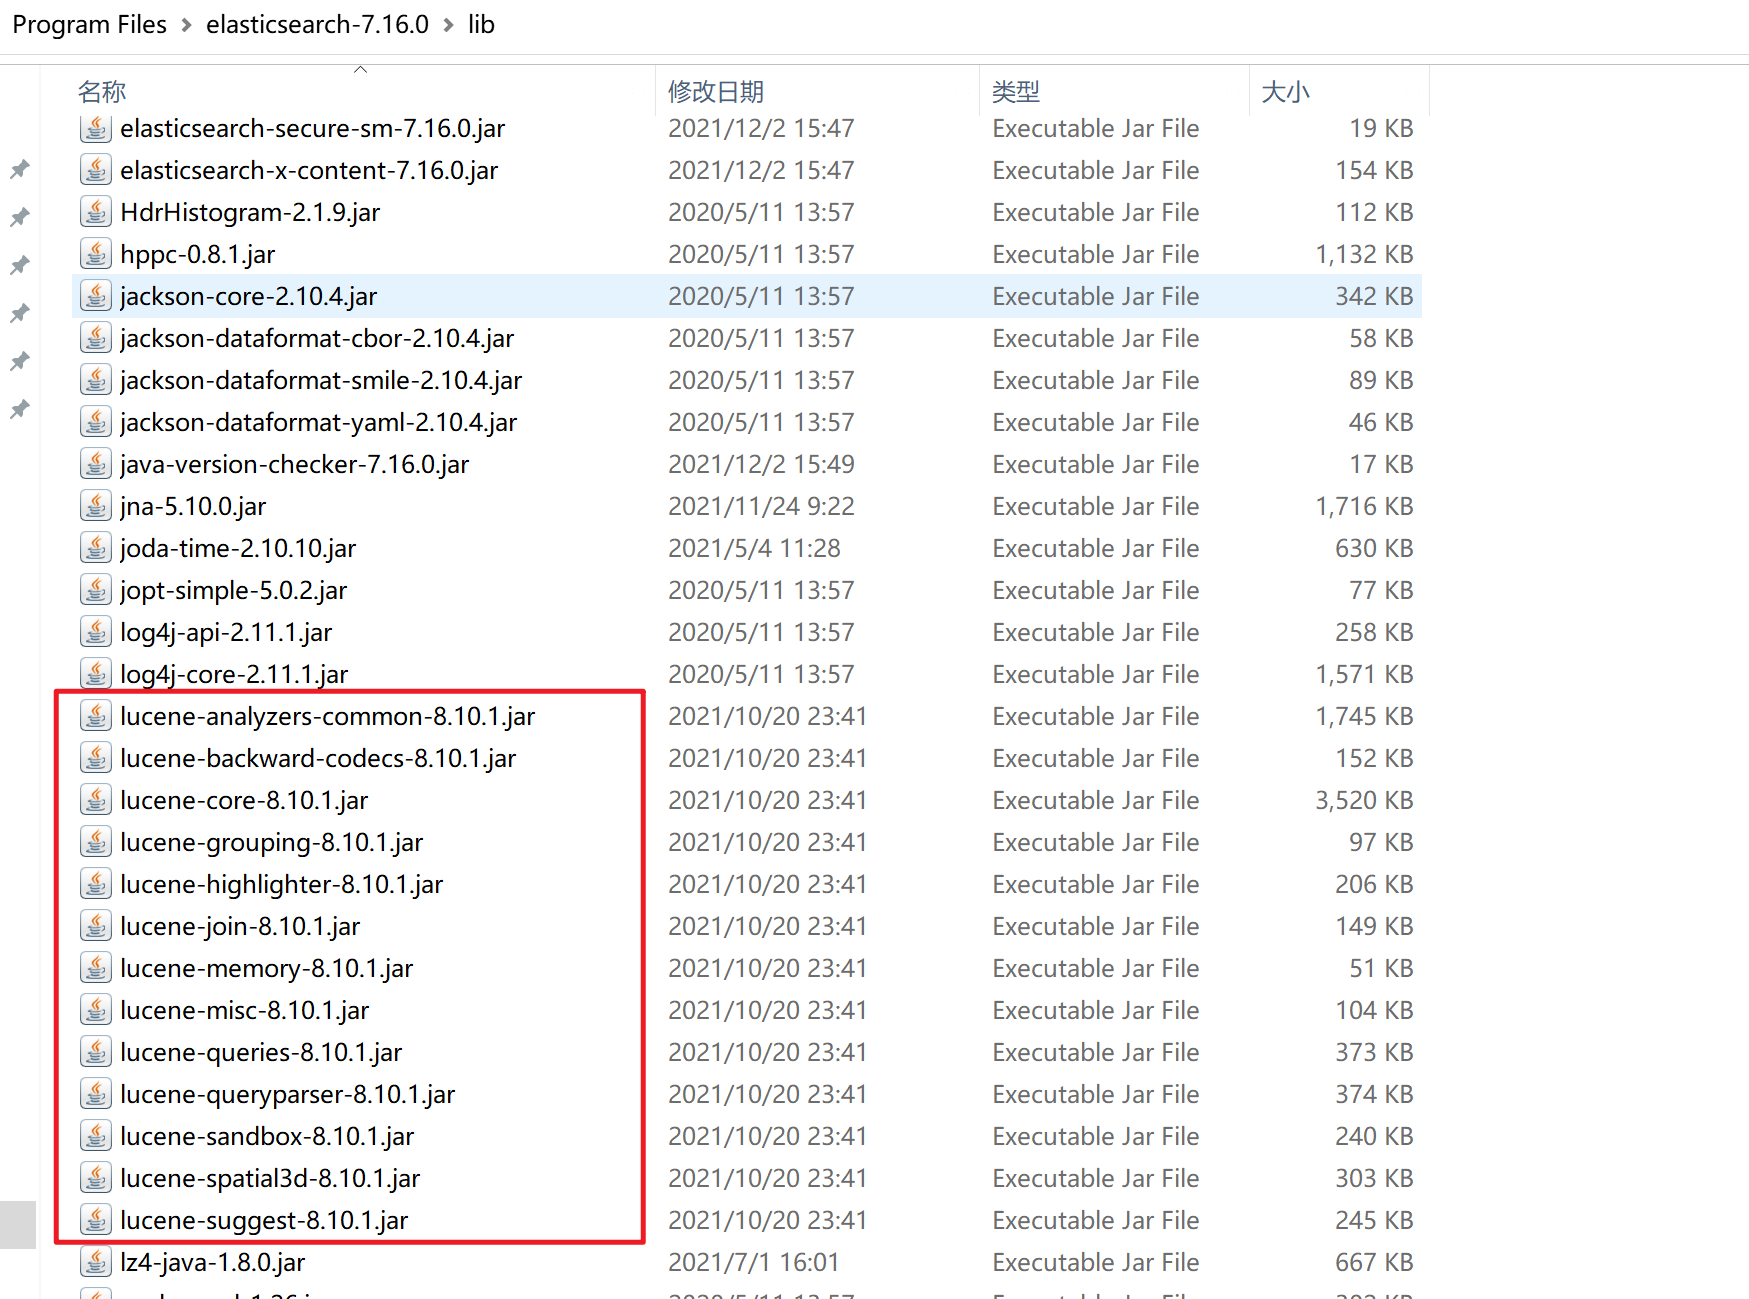 Program Files > elasticsearch-7.16.0 > lib
名称 修改日期 类型 大小
elasticsearch-secure-sm-7.16.0.jar 2021/12/2 15:47 Executable Jar File 19 KB
elasticsearch-x-content-7.16.0.jar 2021/12/2 15:47 Executable Jar File 154 KB
HdrHistogram-2.1.9.jar 2020/5/11 13:57 Executable Jar File 112 KB
hppc-0.8.1.jar 2020/5/11 13:57 Executable Jar File 1,132 KB
jackson-core-2.10.4.jar 2020/5/11 13:57 Executable Jar File 342 KB
jackson-dataformat-cbor-2.10.4.jar 2020/5/11 13:57 Executable Jar File 58 KB
jackson-dataformat-smile-2.10.4.jar 2020/5/11 13:57 Executable Jar File 89 KB
jackson-dataformat-yaml-2.10.4.jar 2020/5/11 13:57 Executable Jar File 46 KB
java-version-checker-7.16.0.jar 2021/12/2 15:49 Executable Jar File 17 KB
jna-5.10.0.jar 2021/11/24 9:22 Executable Jar File 1,716 KB
joda-time-2.10.10.jar 2021/5/4 11:28 Executable Jar File 630 KB
jopt-simple-5.0.2.jar 2020/5/11 13:57 Executable Jar File 77 KB
log4j-api-2.11.1.jar 2020/5/11 13:57 Executable Jar File 258 KB
log4j-core-2.11.1.jar 2020/5/11 13:57 Executable Jar File 1,571 KB
lucene-analyzers-common-8.10.1.jar 2021/10/20 23:41 Executable Jar File 1,745 KB
lucene-backward-codecs-8.10.1.jar 2021/10/20 23:41 Executable Jar File 152 KB
lucene-core-8.10.1.jar 2021/10/20 23:41 Executable Jar File 3,520 KB
lucene-grouping-8.10.1.jar 2021/10/20 23:41 Executable Jar File 97 KB
lucene-highlighter-8.10.1.jar 2021/10/20 23:41 Executable Jar File 206 KB
lucene-join-8.10.1.jar 2021/10/20 23:41 Executable Jar File 149 KB
lucene-memory-8.10.1.jar 2021/10/20 23:41 Executable Jar File 51 KB
lucene-misc-8.10.1.jar 2021/10/20 23:41 Executable Jar File 104 KB
lucene-queries-8.10.1.jar 2021/10/20 23:41 Executable Jar File 373 KB
lucene-queryparser-8.10.1.jar 2021/10/20 23:41 Executable Jar File 374 KB
lucene-sandbox-8.10.1.jar 2021/10/20 23:41 Executable Jar File 240 KB
lucene-spatial3d-8.10.1.jar 2021/10/20 23:41 Executable Jar File 303 KB
lucene-suggest-8.10.1.jar 2021/10/20 23:41 Executable Jar File 245 KB
lz4-java-1.8.0.jar 2021/7/1 16:01 Executable Jar File 667 KB